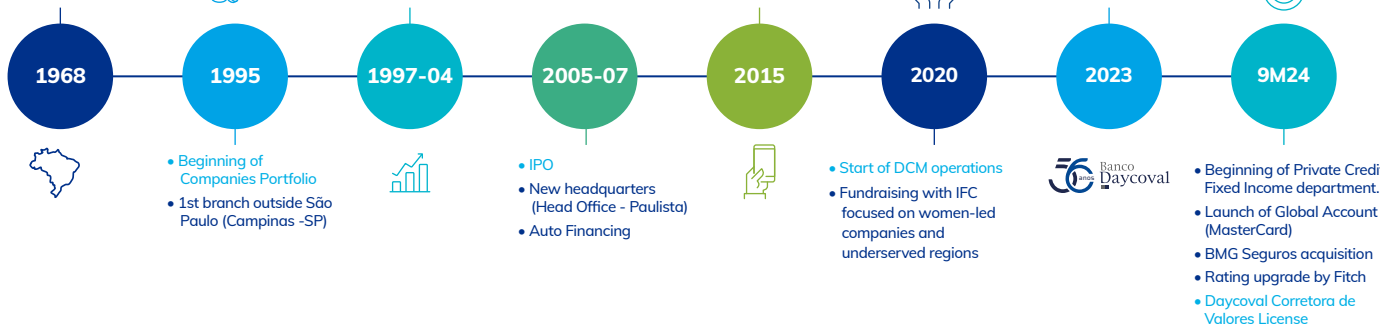 1968
1995
1997-04
2005-07
2015
2020
2023
9M24
• Beginning of
Companies Portfolio
• 1st branch outside São
Paulo (Campinas -SP)
• IPO
• New headquarters
(Head Office - Paulista)
• Auto Financing
• Start of DCM operations
• Fundraising with IFC
focused on women-led
companies and
underserved regions
56 anos
Banco
Daycoval
• Beginning of Private Credi
Fixed Income department.
• Launch of Global Account
(MasterCard)
• BMG Seguros acquisition
• Rating upgrade by Fitch
• Daycoval Corretora de
Valores License